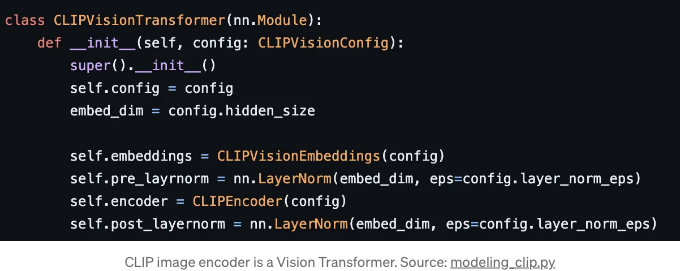 class CLIPVisionTransformer(nn.Module):
    def __init__(self, config: CLIPVisionConfig):
        super().__init__()
        self.config = config
        embed_dim = config.hidden_size

        self.embeddings = CLIPVisionEmbeddings(config)
        self.pre_layrnorm = nn.LayerNorm(embed_dim, eps=config.layer_norm_eps)
        self.encoder = CLIPEncoder(config)
        self.post_layernorm = nn.LayerNorm(embed_dim, eps=config.layer_norm_eps)
CLIP image encoder is a Vision Transformer. Source: modeling_clip.py